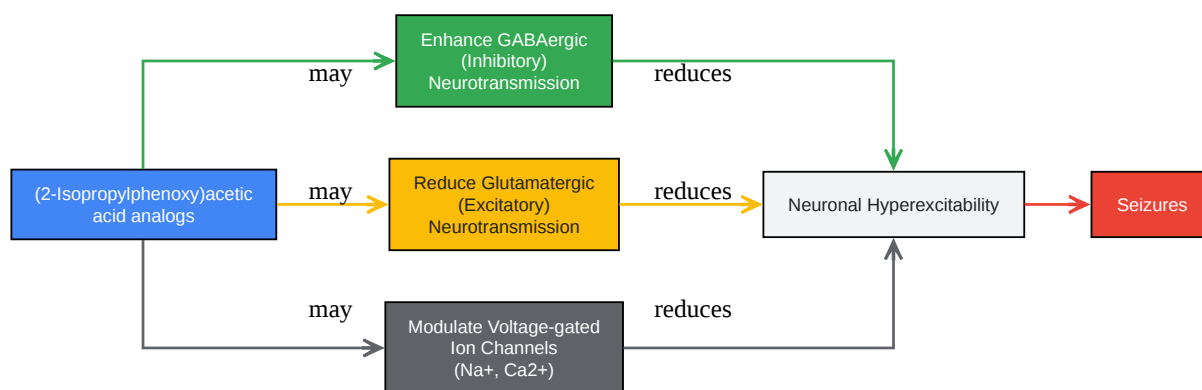 Enhance GABAergic
(Inhibitory)
Neurotransmission
may
reduces
(2-Isopropylphenoxy)acetic
acid analogs
may
Reduce Glutamatergic
(Excitatory)
Neurotransmission
reduces
Neuronal Hyperexcitability
Seizures
may
Modulate Voltage-gated
Ion Channels
(Na+, Ca2+)
reduces